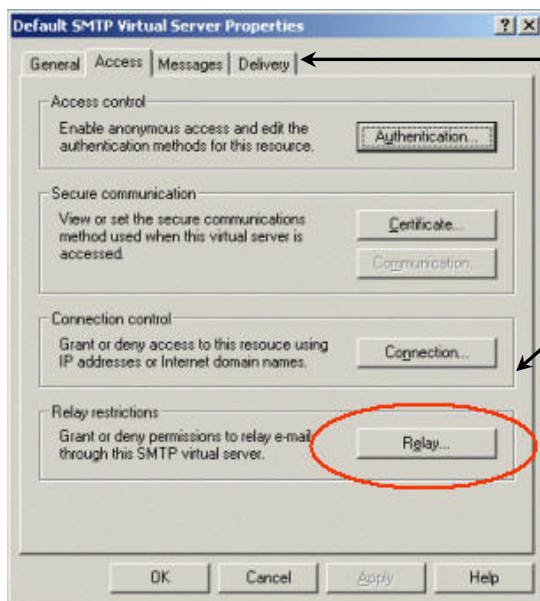 Default SMTP Virtual Server Properties
General Access Messages Delivery
Access control
Enable anonymous access and edit the
authentication methods for this resource.
Authentication...
Secure communication
View or set the secure communications
method used when this virtual server is
accessed.
Certificate...
Communication...
Connection control
Grant or deny access to this resouce using
IP addresses or Internet domain names.
Connection...
Relay restrictions
Grant or deny permissions to relay e-mail
through this SMTP virtual server.
Relay...
OK Cancel Apply Help